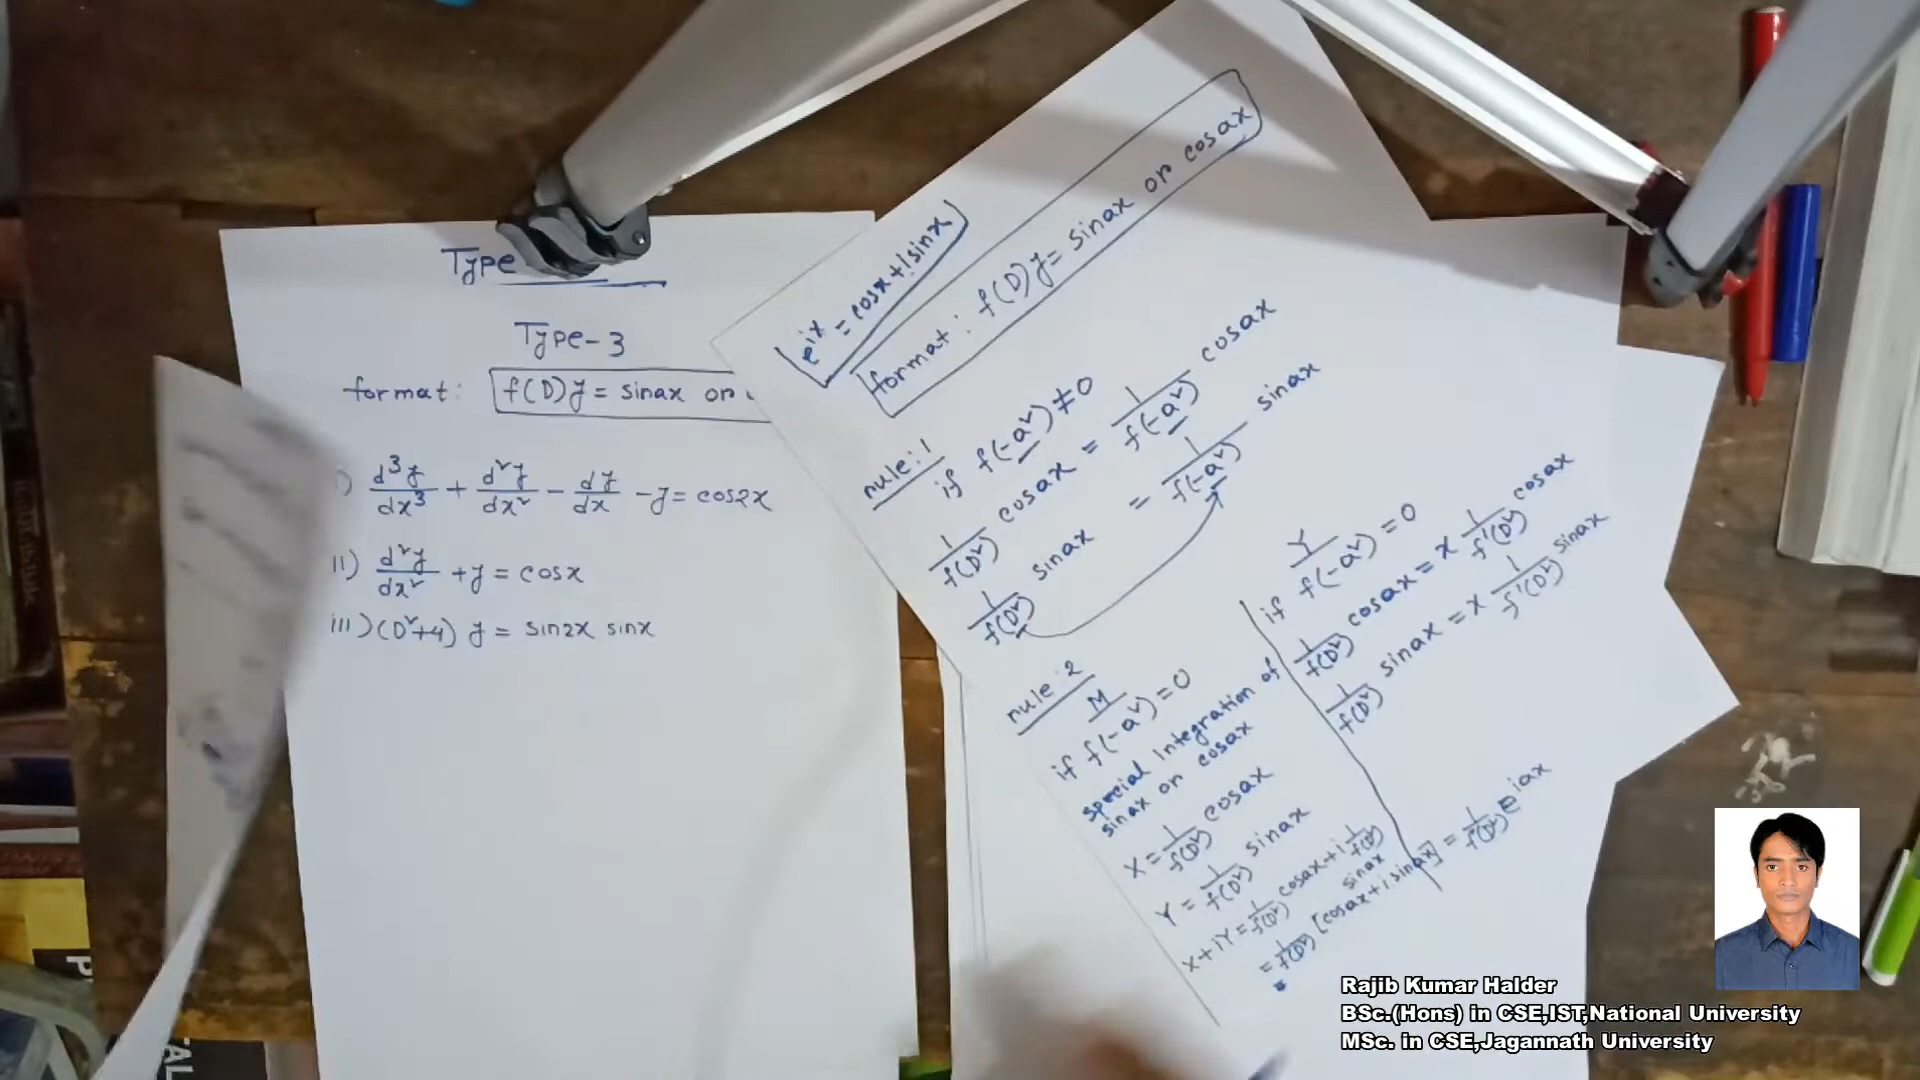 Type
Type-3
format: f(D)y = sinax or
i) d³y/dx³ + d²y/dx² - dy/dx - y = cos2x
ii) d²y/dx² + y = cosx
iii) (D²+4) y = sin2x sinx
e^ix = cosx + i sinx
format: f(D)y = sinax or cosax
rule:1
if f(-a²) ≠ 0
1/f(D²) cosax = 1/f(-a²) cosax
1/f(D²) sinax = 1/f(-a²) sinax
rule:2
M
if f(-a²) = 0
special integration of
sinax or cosax
X = 1/f(D²) cosax
Y = 1/f(D²) sinax
X+iY = 1/f(D²) cosax + i 1/f(D²) sinax
= 1/f(D²) [cosax + i sinax] = 1/f(D²) e^iax
=
Y
if f(-a²) = 0
1/f(D²) cosax = x 1/f'(D²) cosax
1/f(D²) sinax = x 1/f'(D²) sinax
Rajib Kumar Halder
BSc.(Hons) in CSE,IST,National University
MSc. in CSE,Jagannath University